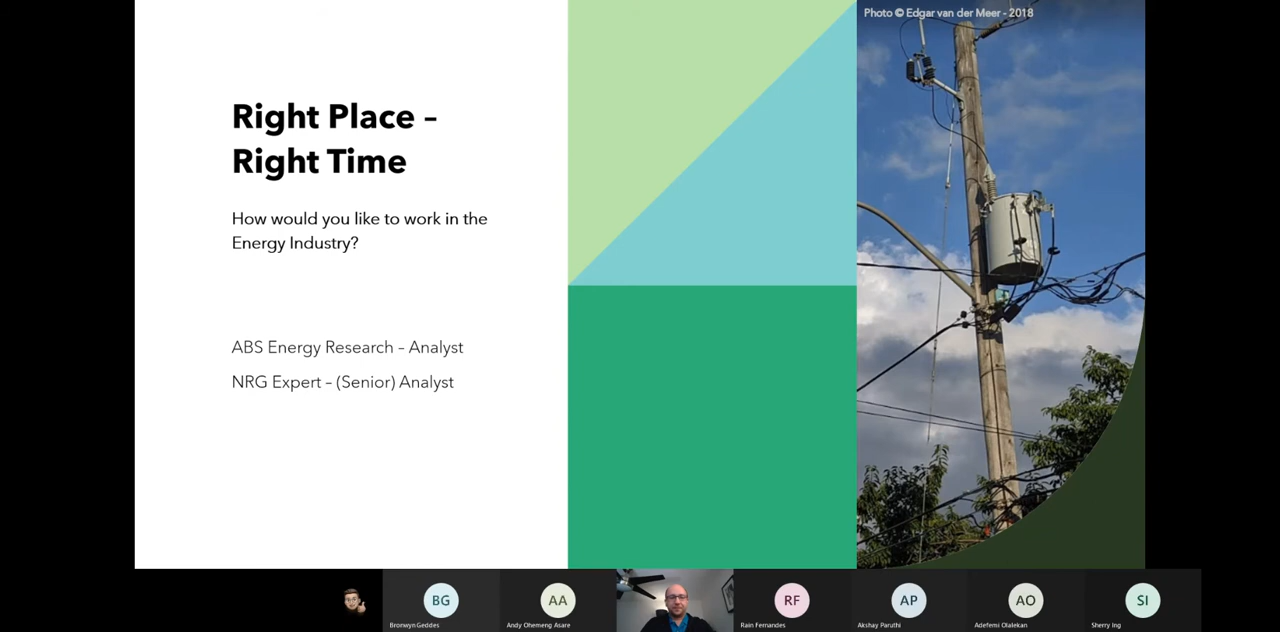 Photo © Edgar van der Meer - 2018
Right Place –
Right Time
How would you like to work in the
Energy Industry?
ABS Energy Research – Analyst
NRG Expert – (Senior) Analyst
BG
AA
RF
AP
AO
SI
Bronwyn Geddes
Andy Ohemeng Asare
Rain Fernandes
Akshay Paruthi
Adefemi Olalekan
Sherry Ing